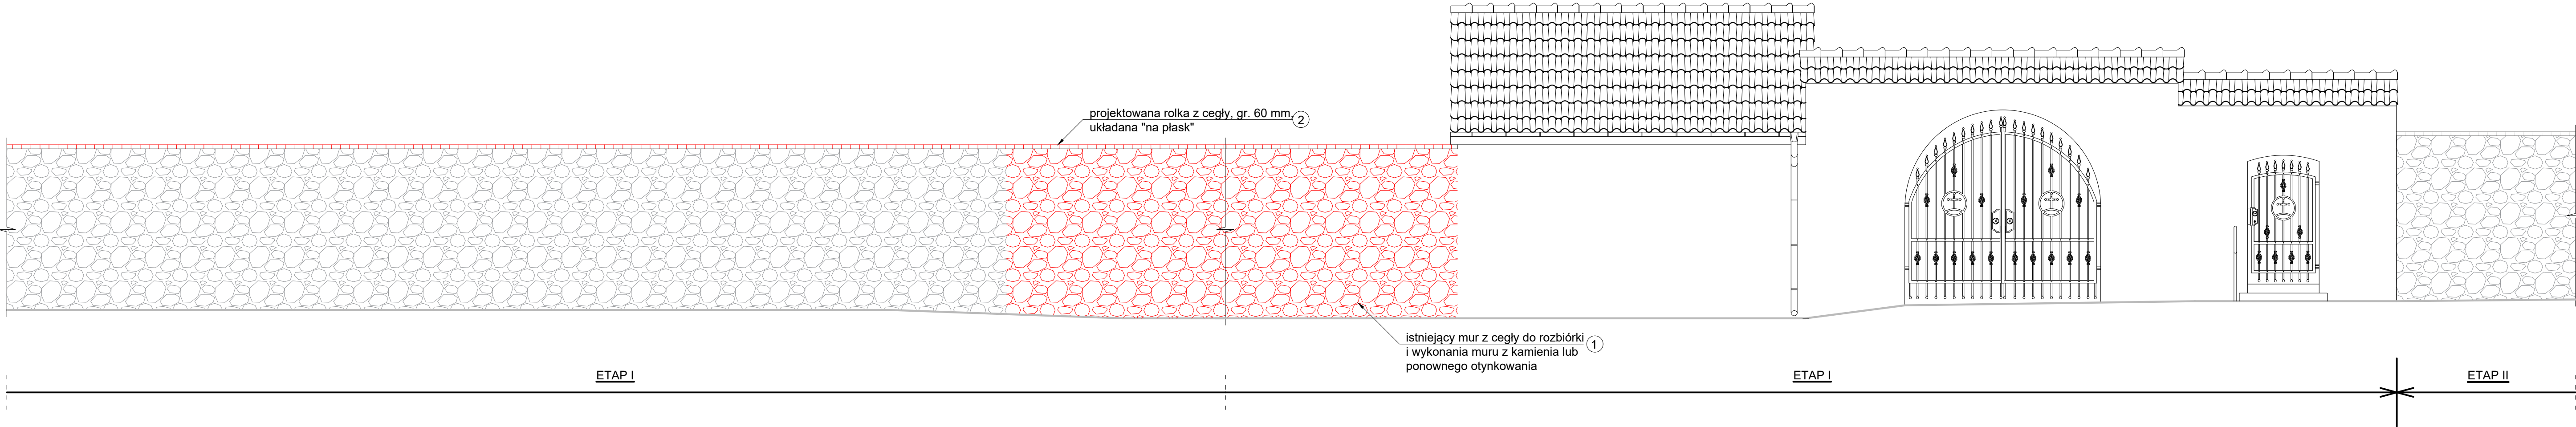 projektowana rolka z cegły, gr. 60 mm, 2
układana "na płask"
istniejący mur z cegły do rozbiórki 1
i wykonania muru z kamienia lub
ponownego otynkowania
ETAP I
ETAP I
ETAP II